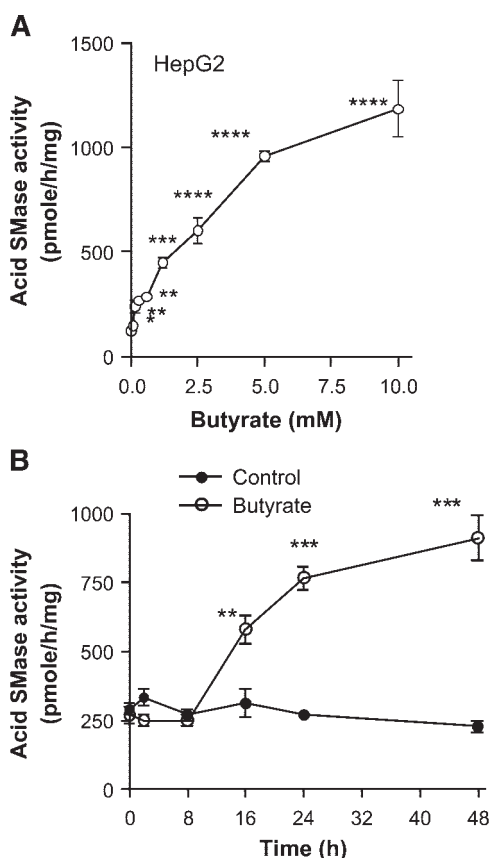 A
HepG2
Acid SMase activity
(pmole/h/mg)
1500
1000
500
0
****
****
****
***
**
**
*
0.0 2.5 5.0 7.5 10.0
Butyrate (mM)
B
Control
Butyrate
Acid SMase activity
(pmole/h/mg)
1000
750
500
250
0
***
***
**
0 8 16 24 32 40 48
Time (h)